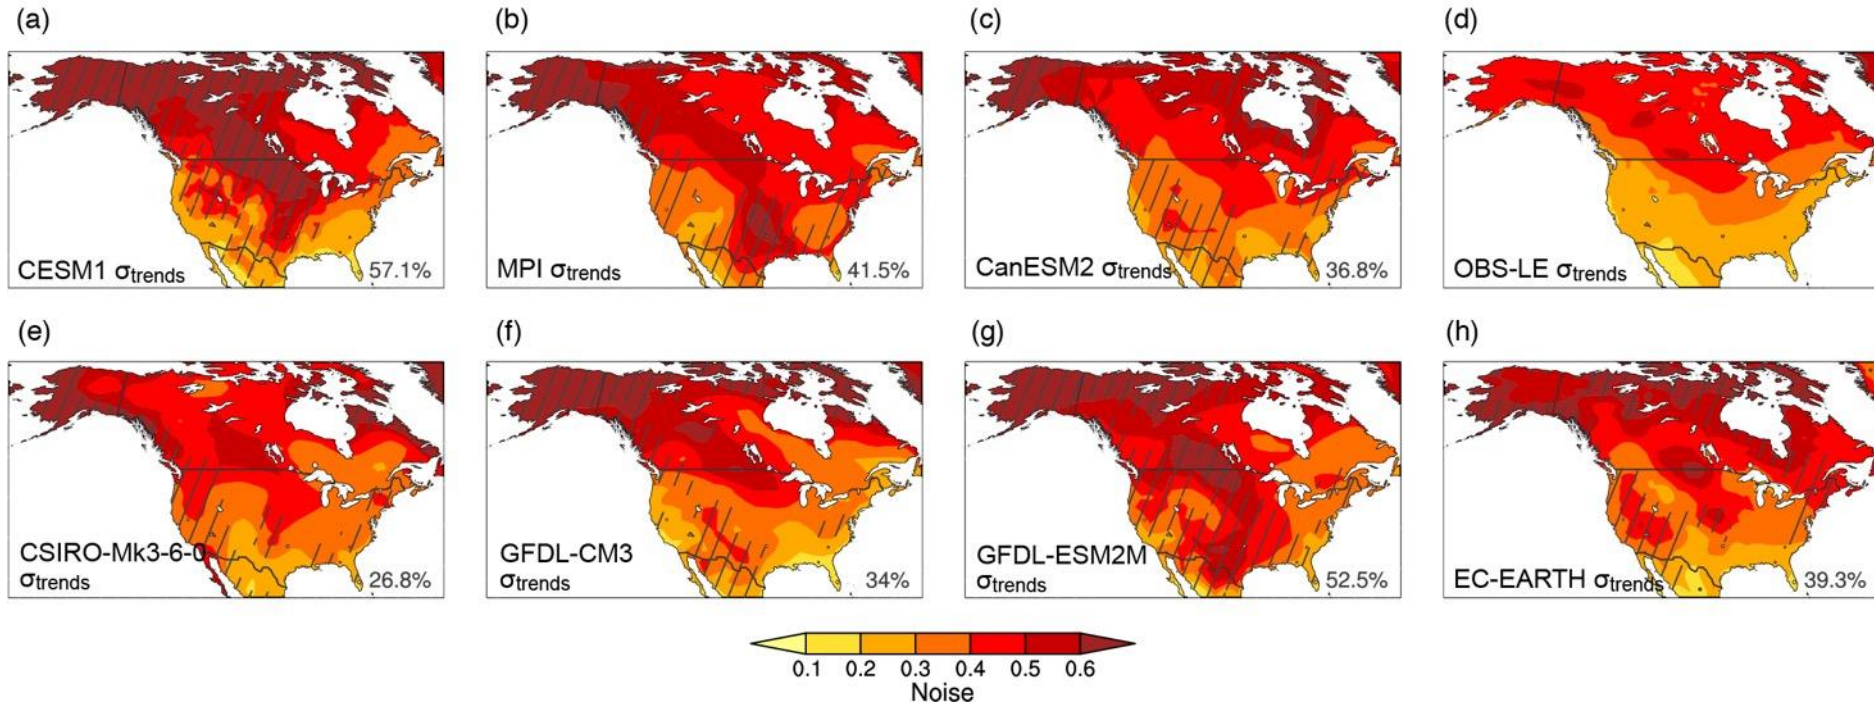 (a)
(b)
(c)
(d)
CESM1 σtrends
57.1%
MPI σtrends
41.5%
CanESM2 σtrends
36.8%
OBS-LE σtrends
(e)
(f)
(g)
(h)
CSIRO-Mk3-6-0
σtrends
26.8%
GFDL-CM3
σtrends
34%
GFDL-ESM2M
σtrends
52.5%
EC-EARTH σtrends
39.3%
0.1 0.2 0.3 0.4 0.5 0.6
Noise